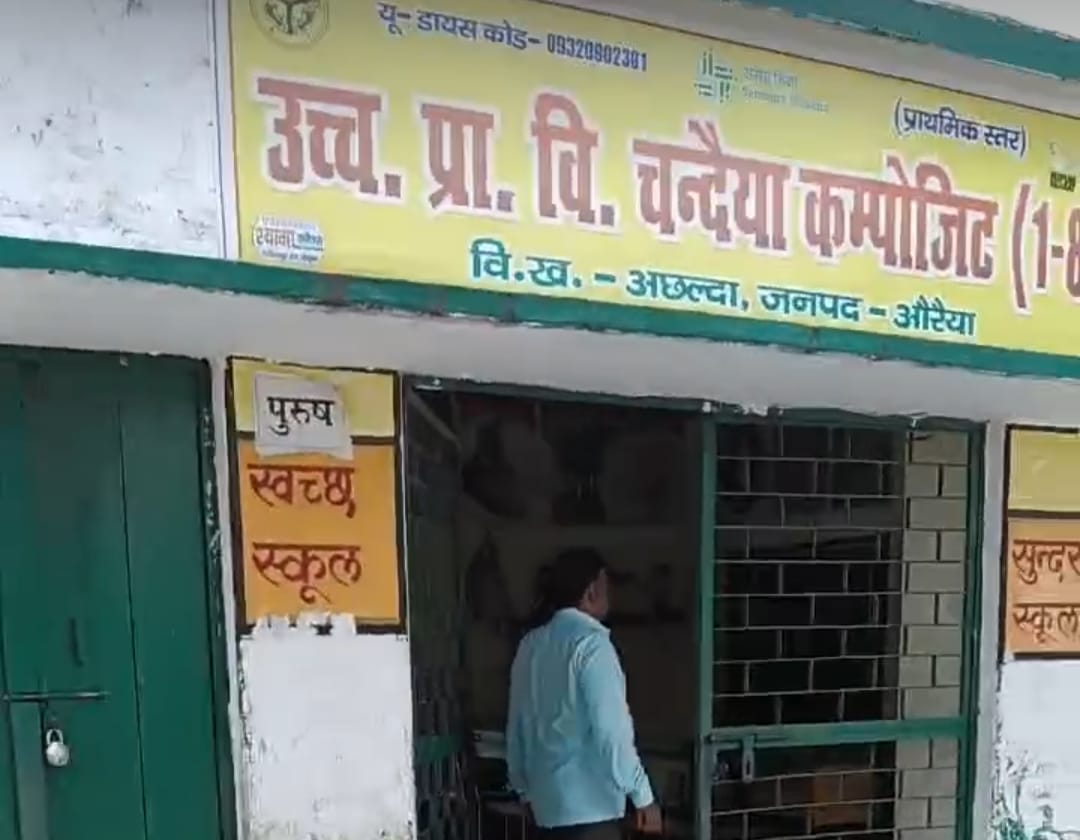 यू- डायस कोड- 09320902301
(प्राथमिक स्तर)
उच्च. प्रा. वि. चन्दैया कम्पोजिट (1-8
वि.ख. - अछल्दा, जनपद - औरैया
पुरुष
स्वच्छ
स्कूल
सुन्दर
स्कूल